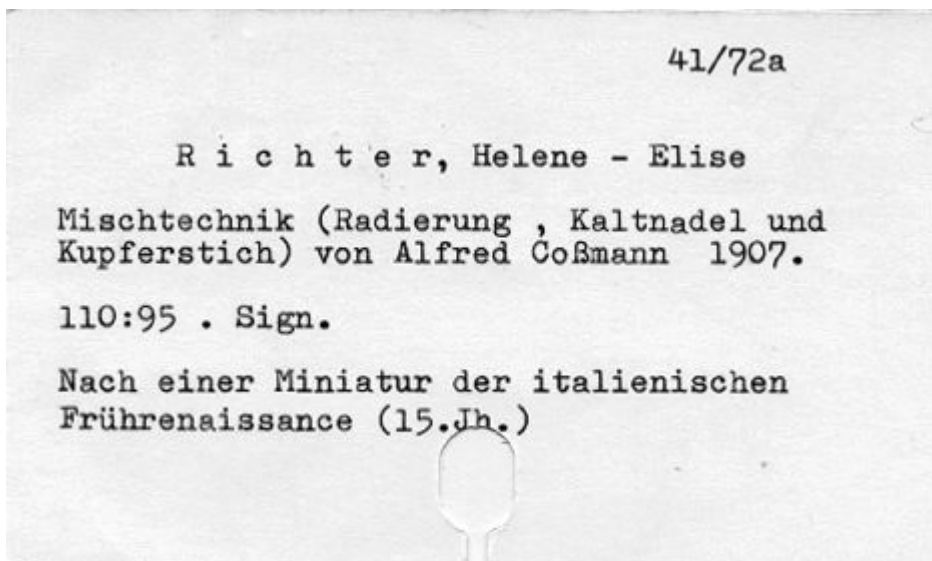 41/72a
R i c h t e r, Helene - Elise
Mischtechnik (Radierung , Kaltnadel und
Kupferstich) von Alfred Coßmann 1907.
110:95 . Sign.
Nach einer Miniatur der italienischen
Frührenaissance (15.Jh.)